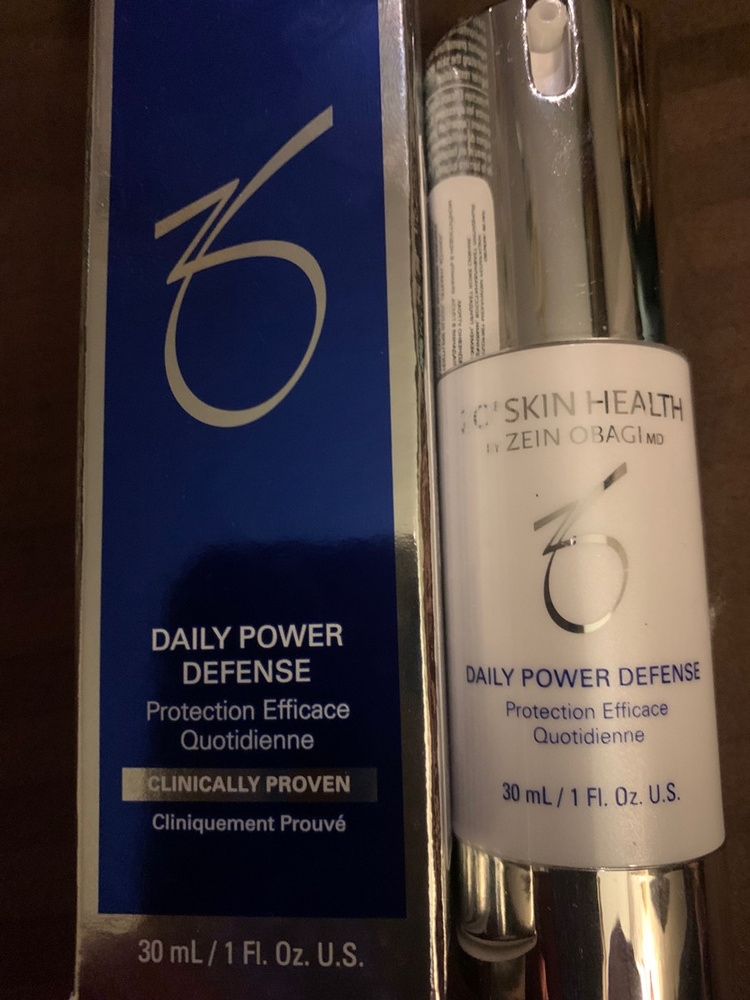 DAILY POWER
DEFENSE
Protection Efficace
Quotidienne
CLINICALLY PROVEN
Cliniquement Prouvé
30 mL / 1 Fl. Oz. U.S.
SKIN HEALTH
BY ZEIN OBAGI MD
DAILY POWER DEFENSE
Protection Efficace
Quotidienne
30 mL / 1 Fl. Oz. U.S.